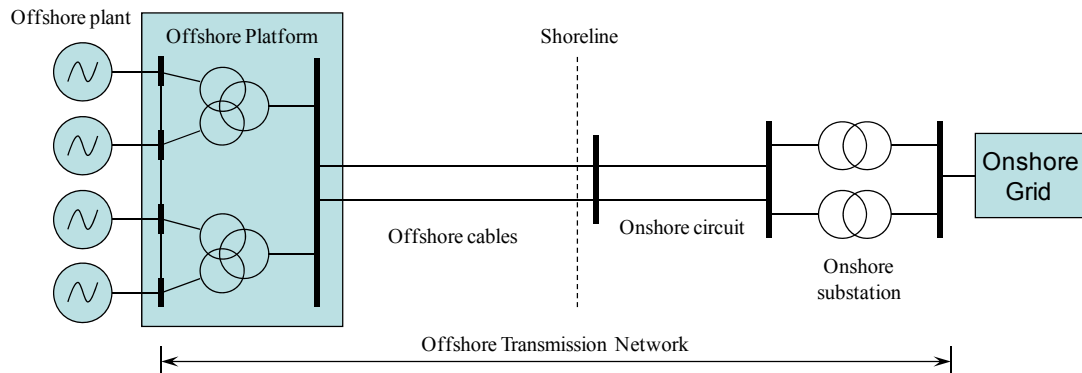 Offshore plant
Offshore Platform
Shoreline
Onshore
Grid
Offshore cables
Onshore circuit
Onshore
substation
Offshore Transmission Network